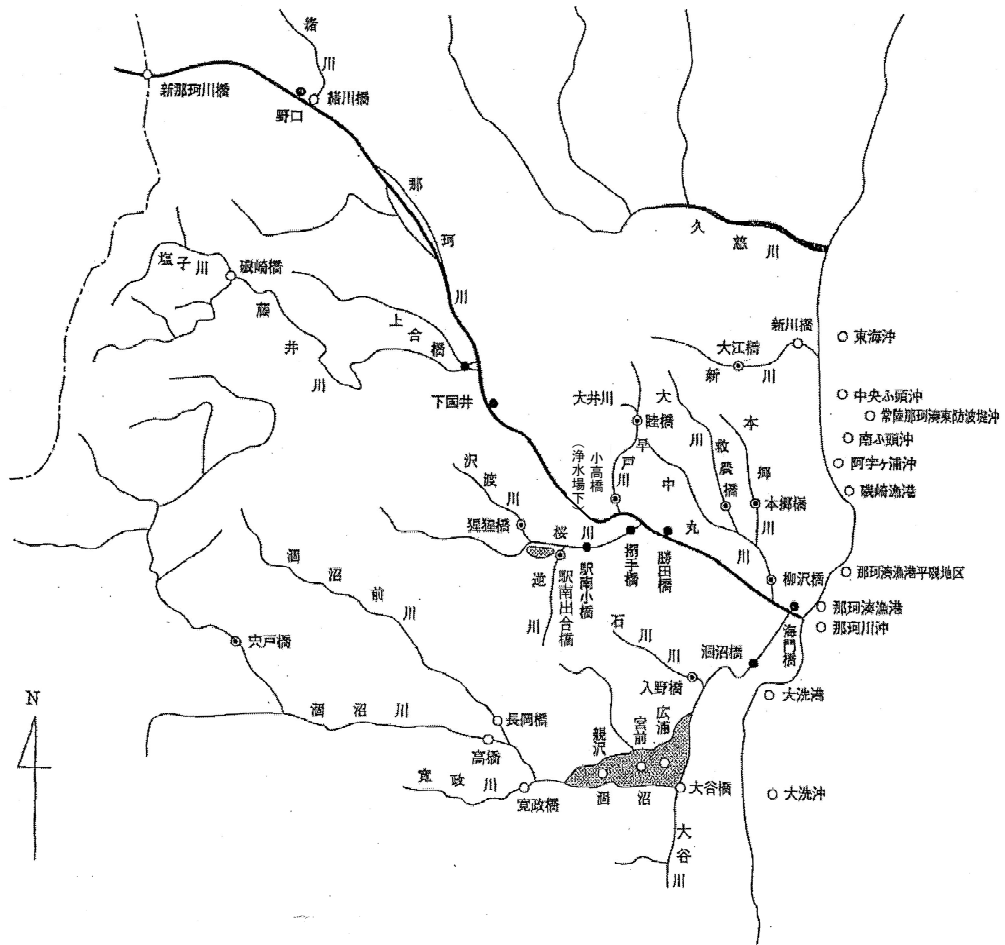 緒川
新那珂川橋
野口
緒川橋
那珂川
久慈川
塩子川
磯崎橋
藤井川
上合橋
下国井
新川橋
大江橋
新川
東海沖
中央ふ頭沖
常陸那珂湊東防波堤沖
南ふ頭沖
阿字ヶ浦沖
磯崎漁港
大井川
陸橋
早戸川
小高橋
(浄水場下)
大川
救農橋
本郷川
本郷橋
中丸川
柳沢橋
沢渡川
猩猩橋
桜川
逆川
駅南出合橋
駅南小橋
搦手橋
勝田橋
那珂湊漁港平磯地区
那珂湊漁港
那珂川沖
海門橋
涸沼前川
宍戸橋
石川川
入野橋
涸沼橋
大洗港
N
涸沼川
長岡橋
高橋
寛政川
寛政橋
親沢
宮前
広浦
涸沼
大谷橋
大谷川
大洗沖